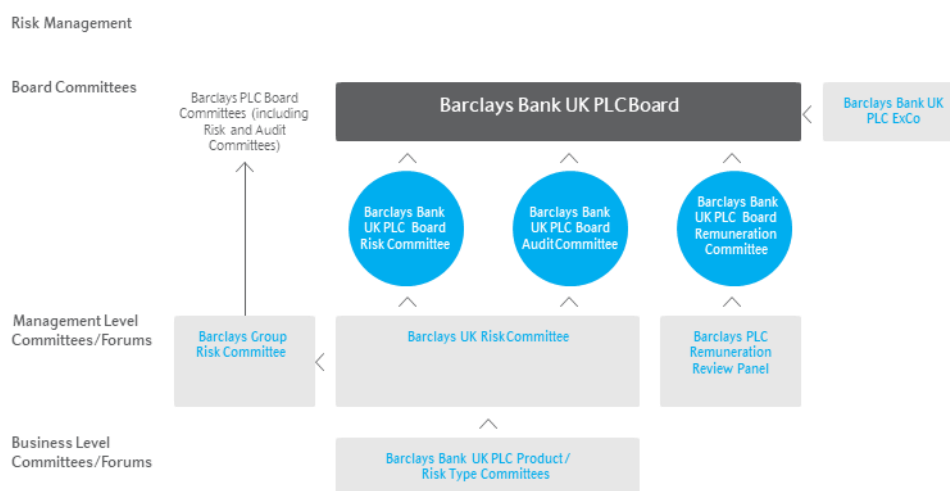 Risk Management
Board Committees
Barclays PLC Board
Committees (including
Risk and Audit
Committees)
Barclays Bank UK PLC Board
Barclays Bank UK
PLC ExCo
Barclays Bank
UK PLC Board
Risk Committee
Barclays Bank
UK PLC Board
Audit Committee
Barclays Bank
UK PLC Board
Remuneration
Committee
Management Level
Committees/Forums
Barclays Group
Risk Committee
Barclays UK Risk Committee
Barclays PLC
Remuneration
Review Panel
Business Level
Committees/Forums
Barclays Bank UK PLC Product/
Risk Type Committees